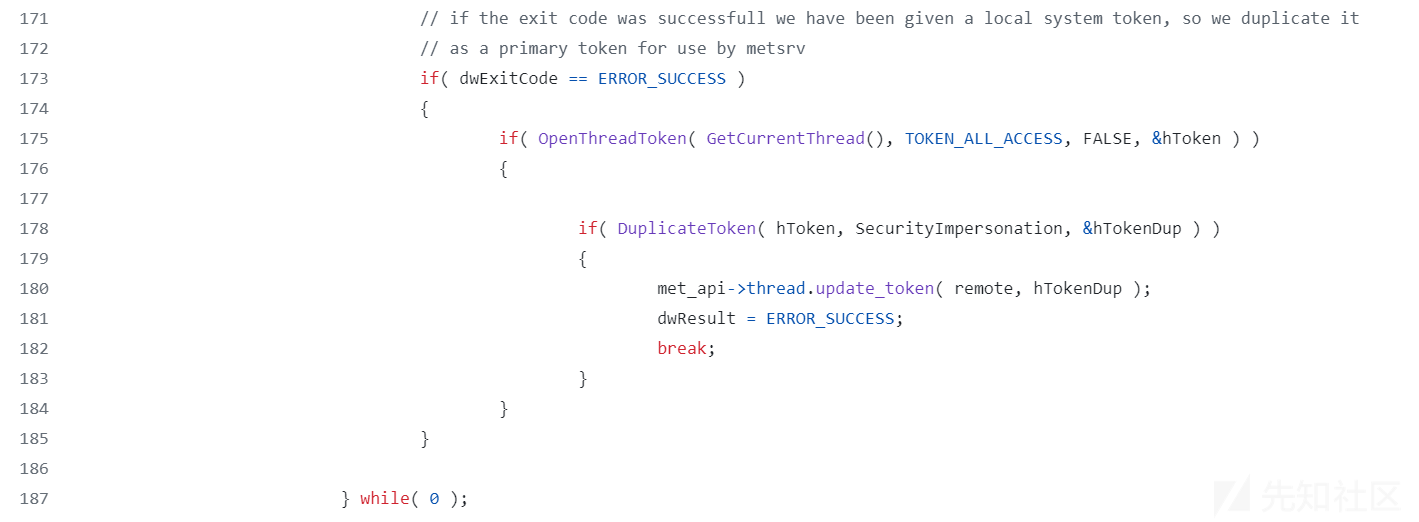 171 // if the exit code was successfull we have been given a local system token, so we duplicate it
172 // as a primary token for use by metsrv
173 if( dwExitCode == ERROR_SUCCESS )
174 {
175 if( OpenThreadToken( GetCurrentThread(), TOKEN_ALL_ACCESS, FALSE, &hToken ) )
176 {
177
178 if( DuplicateToken( hToken, SecurityImpersonation, &hTokenDup ) )
179 {
180 met_api->thread.update_token( remote, hTokenDup );
181 dwResult = ERROR_SUCCESS;
182 break;
183 }
184 }
185 }
186
187 } while( 0 );
先知社区